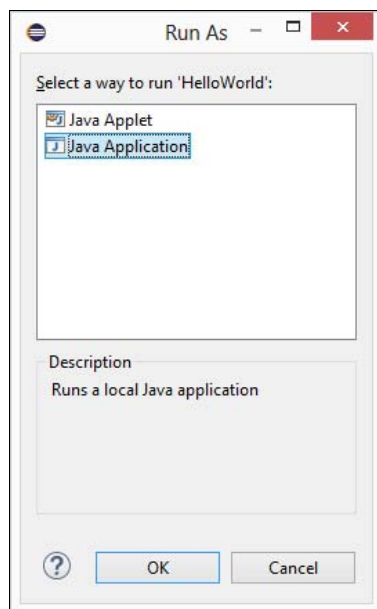 Run As
Select a way to run 'HelloWorld':
Java Applet
Java Application
Description
Runs a local Java application
OK Cancel